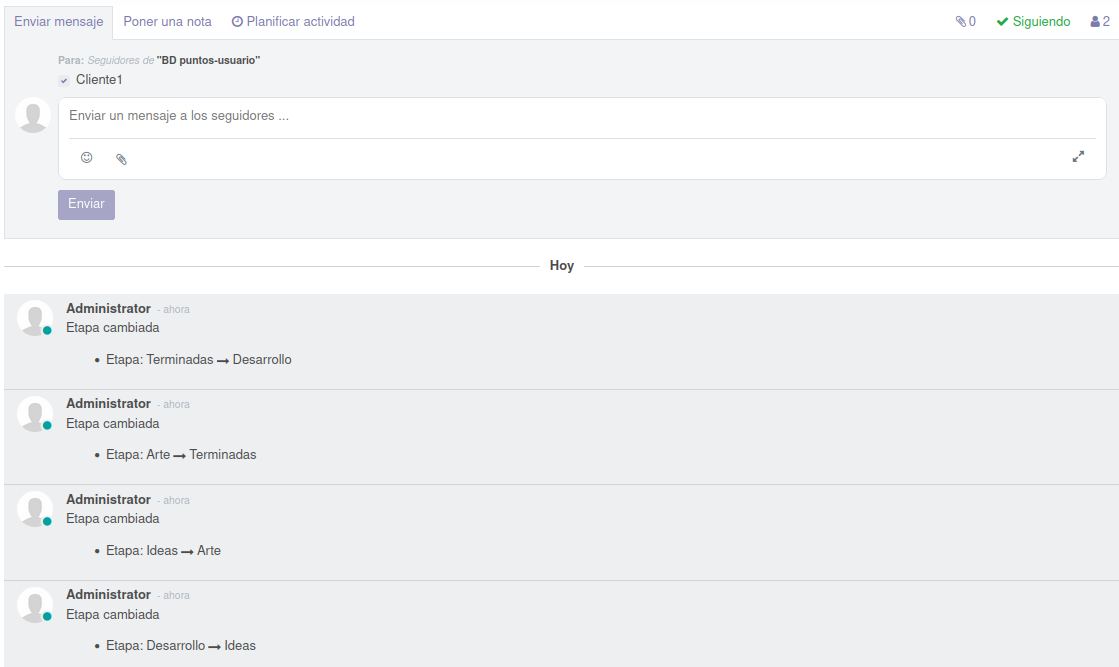 Enviar mensaje Poner una nota Planificar actividad 0 Siguiendo 2
Para: Seguidores de "BD puntos-usuario"
Cliente1
Enviar un mensaje a los seguidores ...
Enviar
Hoy
Administrator - ahora
Etapa cambiada
• Etapa: Terminadas → Desarrollo
Administrator - ahora
Etapa cambiada
• Etapa: Arte → Terminadas
Administrator - ahora
Etapa cambiada
• Etapa: Ideas → Arte
Administrator - ahora
Etapa cambiada
• Etapa: Desarrollo → Ideas